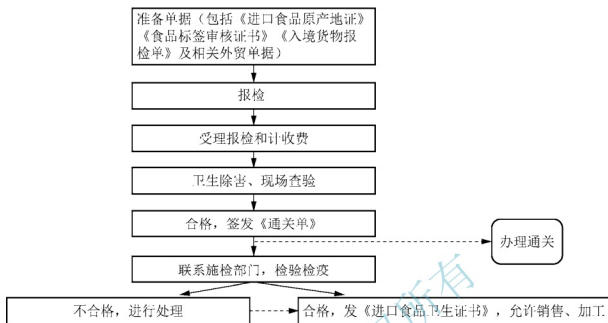 准备单据（包括《进口食品原产地证》
《食品标签审核证书》《入境货物报
检单》及相关外贸单据）
报检
受理报检和计收费
卫生除害、现场查验
合格，签发《通关单》
办理通关
联系施检部门，检验检疫
不合格，进行处理
合格，发《进口食品卫生证书》，允许销售、加工
所有